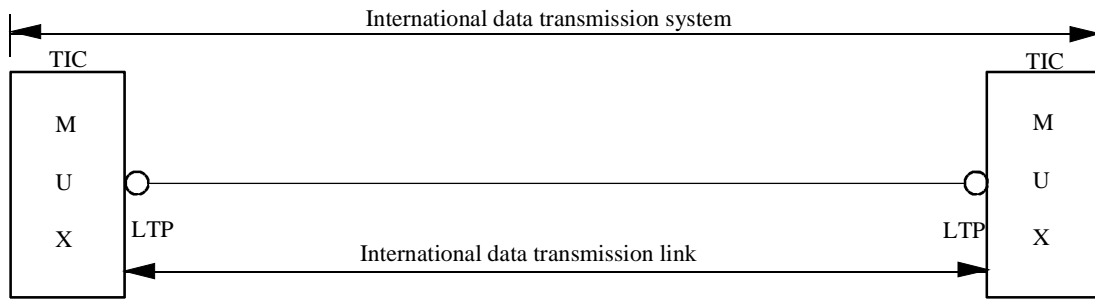 International data transmission system
TIC
TIC
M
U
X
M
U
X
LTP
LTP
International data transmission link